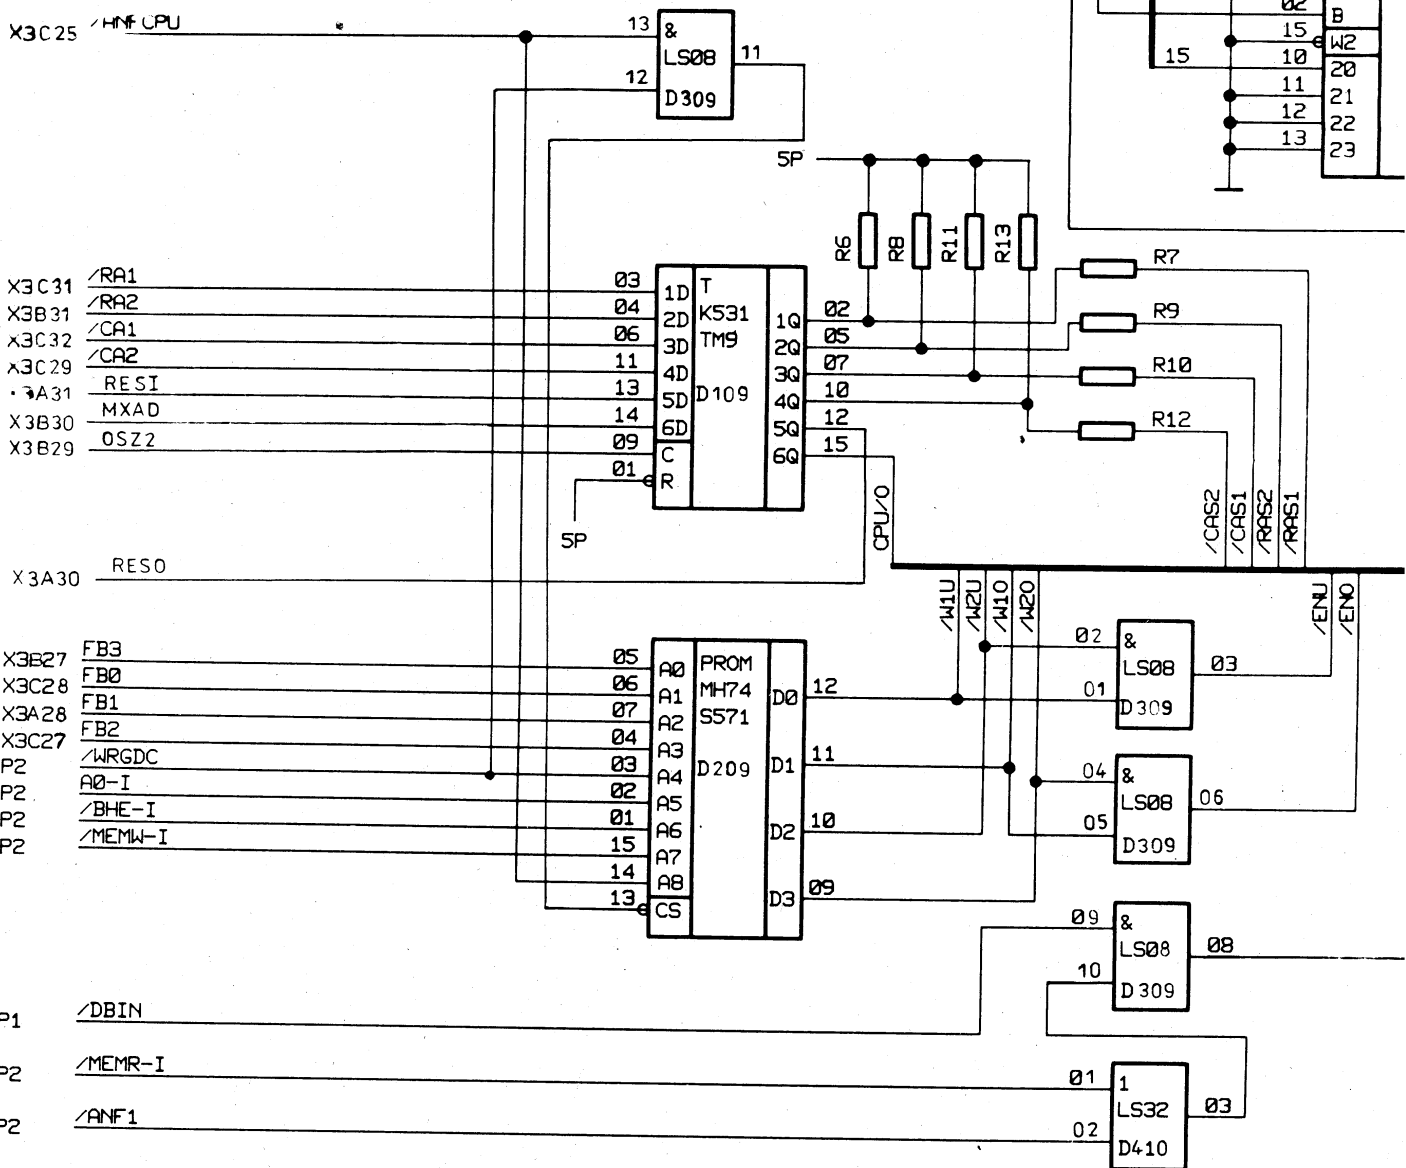 X3C25 /ANFCPU 13 & LS08 11
12 D309
02 B
15 W2
15 10 20
11 21
12 22
13 23
5P
R6 R8 R11 R13
R7
R9
R10
R12
X3C31 /RA1 03 1D T 1Q 02
X3B31 /RA2 04 2D K531 2Q 05
X3C32 /CA1 06 3D TM9 3Q 07
X3C29 /CA2 11 4D 4Q 10
3A31 RESI 13 5D D109 5Q 12
X3B30 MXAD 14 6D 6Q 15
X3B29 OSZ2 09 C
01 R
5P
CPU/O
/CAS2 /CAS1 /RAS2 /RAS1
X3A30 RESO
/W1U /W2U /W1O /W2O
/ENU /ENO
02 & LS08 03
01 D309
X3B27 FB3 05 A0 PROM
X3C28 FB0 06 A1 MH74 D0 12
X3A28 FB1 07 A2 S571
X3C27 FB2 04 A3
P2 /WRGDC 03 A4 D209 D1 11
P2 A0-I 02 A5
P2 /BHE-I 01 A6 D2 10
P2 /MEMW-I 15 A7
14 A8 D3 09
13 CS
04 & LS08 06
05 D309
09 & LS08 08
10 D309
P1 /DBIN
P2 /MEMR-I 01 1 LS32 03
P2 /ANF1 02 D410